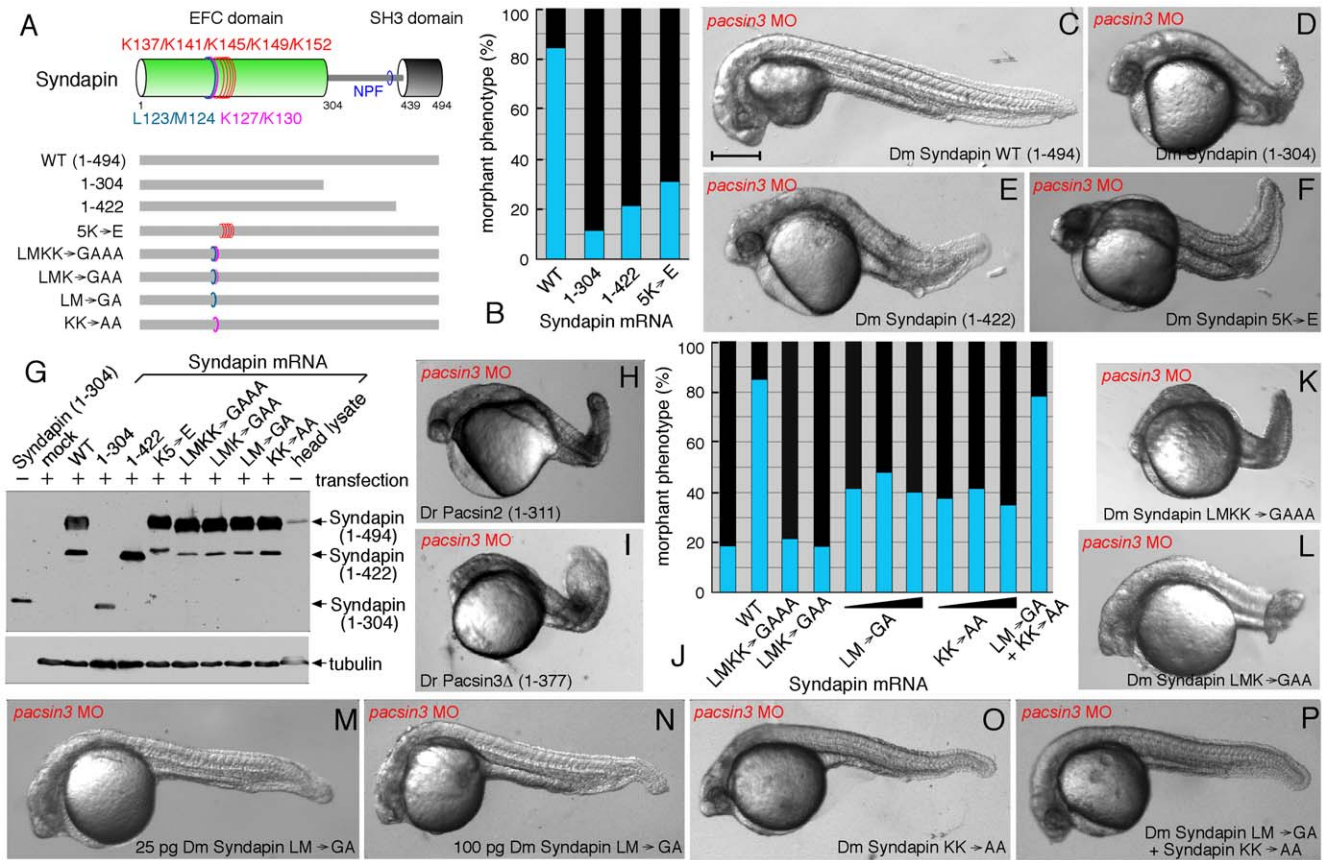 A
EFC domain
SH3 domain
K137/K141/K145/K149/K152
Syndapin
NPF
1
304
439
494
L123/M124
K127/K130
WT (1-494)
1-304
1-422
5K→E
LMKK→GAAA
LMK→GAA
LM→GA
KK→AA
B
morphant phenotype (%)
100
80
60
40
20
0
WT
1-304
1-422
5K→E
Syndapin mRNA
C
pacsin3 MO
Dm Syndapin WT (1-494)
D
pacsin3 MO
Dm Syndapin (1-304)
E
pacsin3 MO
Dm Syndapin (1-422)
F
pacsin3 MO
Dm Syndapin 5K→E
G
Syndapin mRNA
Syndapin (1-304)
mock
WT
1-304
1-422
K5→E
LMKK→GAAA
LMK→GAA
LM→GA
KK→AA
head lysate
− + + + + + + + + + −
transfection
Syndapin
(1-494)
Syndapin
(1-422)
Syndapin
(1-304)
tubulin
H
pacsin3 MO
Dr Pacsin2 (1-311)
I
pacsin3 MO
Dr Pacsin3Δ (1-377)
J
morphant phenotype (%)
100
80
60
40
20
0
WT
LMKK→GAAA
LMK→GAA
LM→GA
KK→AA
LM→GA
+ KK→AA
Syndapin mRNA
K
pacsin3 MO
Dm Syndapin LMKK→GAAA
L
pacsin3 MO
Dm Syndapin LMK→GAA
M
pacsin3 MO
25 pg Dm Syndapin LM→GA
N
pacsin3 MO
100 pg Dm Syndapin LM→GA
O
pacsin3 MO
Dm Syndapin KK→AA
P
pacsin3 MO
Dm Syndapin LM→GA
+ Syndapin KK→AA